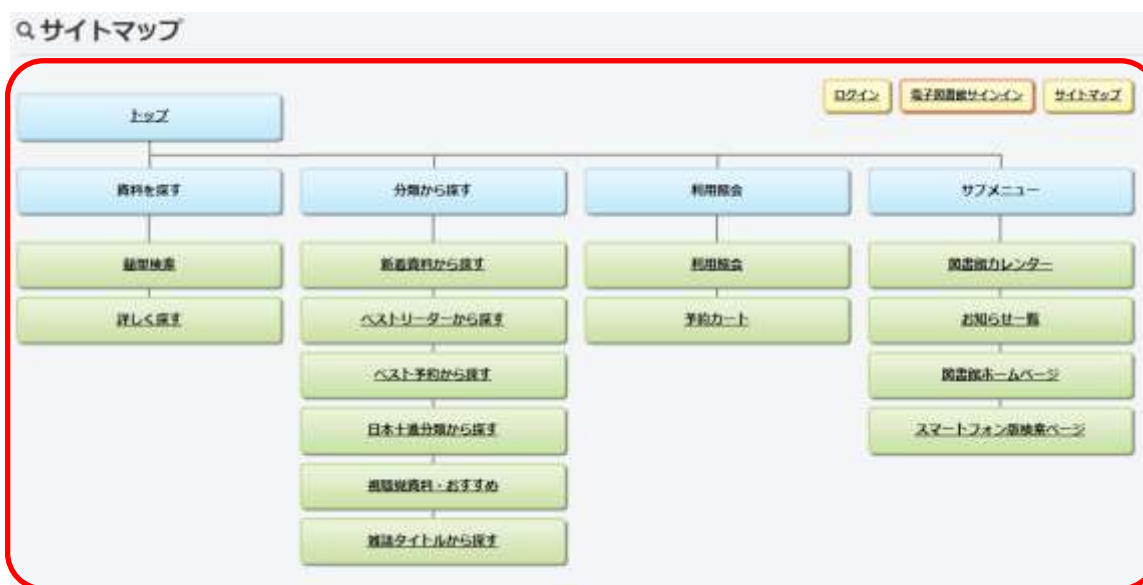 サイトマップ
ログイン
電子図書館サインイン
サイトマップ
トップ
資料を探す
分類から探す
利用照会
サブメニュー
蔵書検索
新着資料から探す
利用照会
図書館カレンダー
詳しく探す
ベストリーダーから探す
予約カート
お知らせ一覧
ベスト予約から探す
図書館ホームページ
日本十進分類から探す
スマートフォン版検索ページ
視聴覚資料・おすすめ
雑誌タイトルから探す